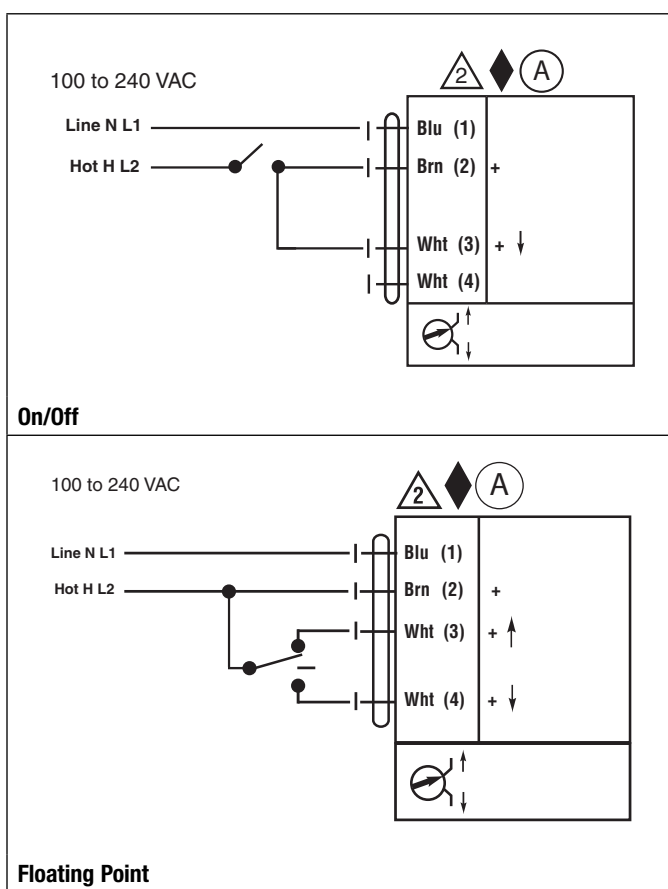 100 to 240 VAC
2
A
Line N L1
Blu (1)
Hot H L2
Brn (2) +
Wht (3) + ↓
Wht (4)
On/Off
100 to 240 VAC
2
A
Line N L1
Blu (1)
Hot H L2
Brn (2) +
Wht (3) + ↑
Wht (4) + ↓
Floating Point